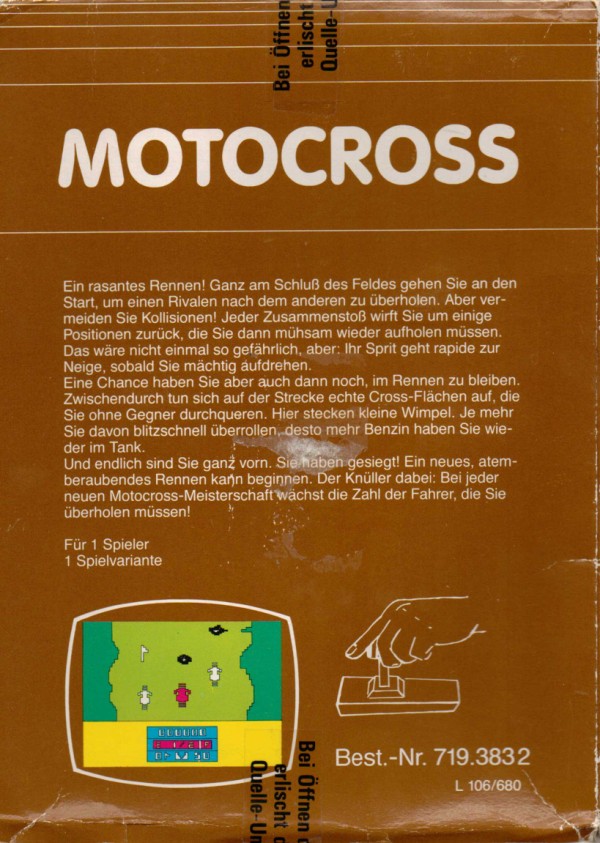 Bei Öffnen
erlischt
Quelle-U
MOTOCROSS
Ein rasantes Rennen! Ganz am Schluß des Feldes gehen Sie an den
Start, um einen Rivalen nach dem anderen zu überholen. Aber ver-
meiden Sie Kollisionen! Jeder Zusammenstoß wirft Sie um einige
Positionen zurück, die Sie dann mühsam wieder aufholen müssen.
Das wäre nicht einmal so gefährlich, aber: Ihr Sprit geht rapide zur
Neige, sobald Sie mächtig aufdrehen.
Eine Chance haben Sie aber auch dann noch, im Rennen zu bleiben.
Zwischendurch tun sich auf der Strecke echte Cross-Flächen auf, die
Sie ohne Gegner durchqueren. Hier stecken kleine Wimpel. Je mehr
Sie davon blitzschnell überrollen, desto mehr Benzin haben Sie wie-
der im Tank.
Und endlich sind Sie ganz vorn. Sie haben gesiegt! Ein neues, atem-
beraubendes Rennen kann beginnen. Der Knüller dabei: Bei jeder
neuen Motocross-Meisterschaft wächst die Zahl der Fahrer, die Sie
überholen müssen!
Für 1 Spieler
1 Spielvariante
Best.-Nr. 719.3832
L 106/680
Bei Öffnen d
erlischt d
Quelle-Un